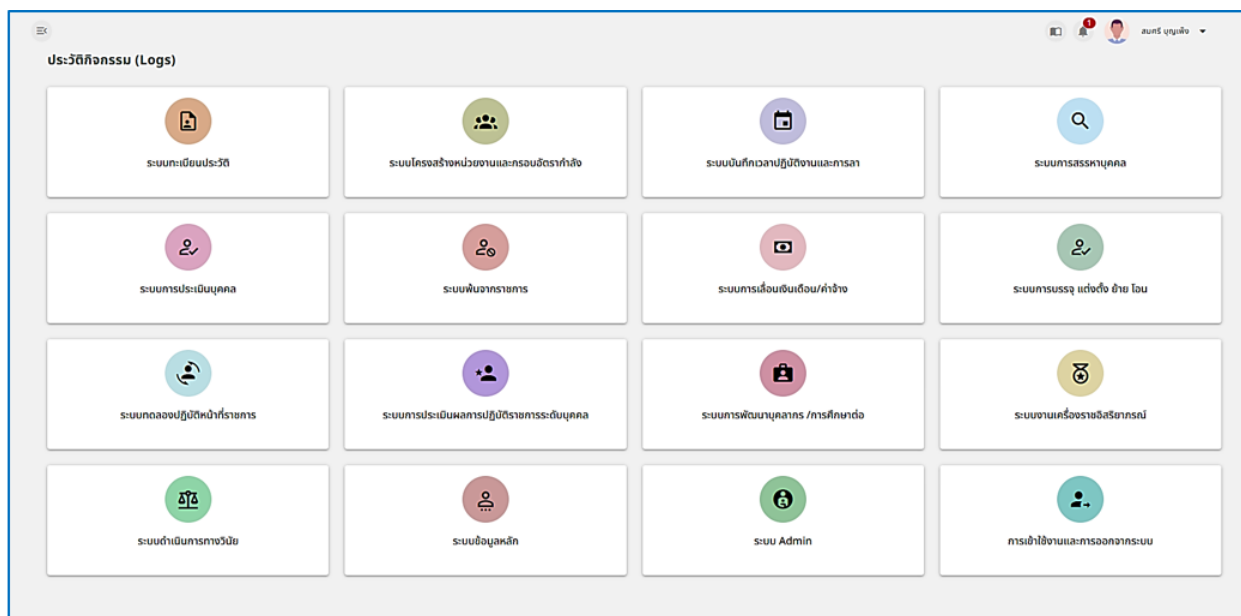 1
สมศรี บุญเพ็ง
ประวัติกิจกรรม (Logs)
ระบบทะเบียนประวัติ
ระบบโครงสร้างหน่วยงานและกรอบอัตรากำลัง
ระบบบันทึกเวลาปฏิบัติงานและการลา
ระบบการสรรหาบุคคล
ระบบการประเมินบุคคล
ระบบพ้นจากราชการ
ระบบการเลื่อนเงินเดือน/ค่าจ้าง
ระบบการบรรจุ แต่งตั้ง ย้าย โอน
ระบบทดลองปฏิบัติหน้าที่ราชการ
ระบบการประเมินผลการปฏิบัติราชการระดับบุคคล
ระบบการพัฒนาบุคลากร /การศึกษาต่อ
ระบบงานเครื่องราชอิสริยาภรณ์
ระบบดำเนินการทางวินัย
ระบบข้อมูลหลัก
ระบบ Admin
การเข้าใช้งานและการออกจากระบบ